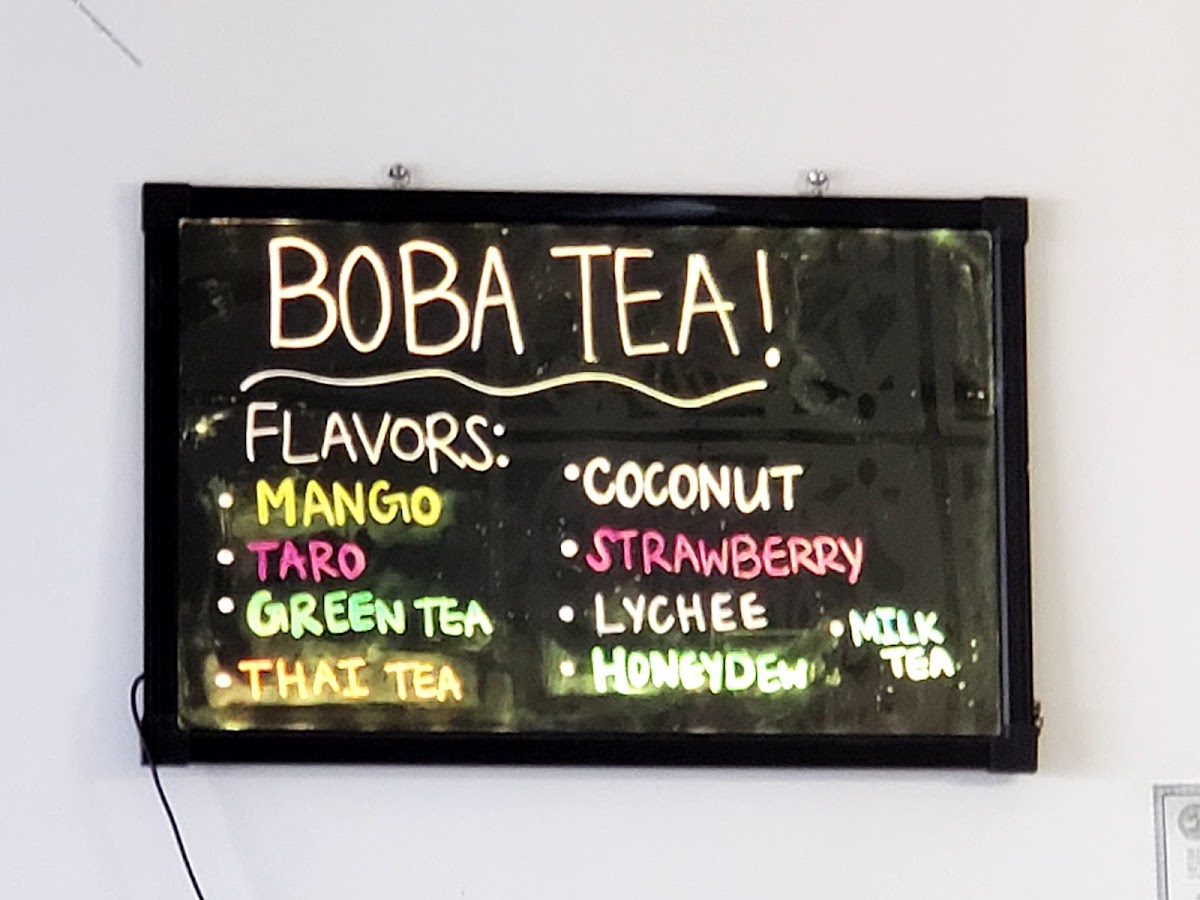 BOBA TEA!
FLAVORS:
• MANGO
• TARO
• GREEN TEA
• THAI TEA
• COCONUT
• STRAWBERRY
• LYCHEE
• HONEYDEW
• MILK
TEA